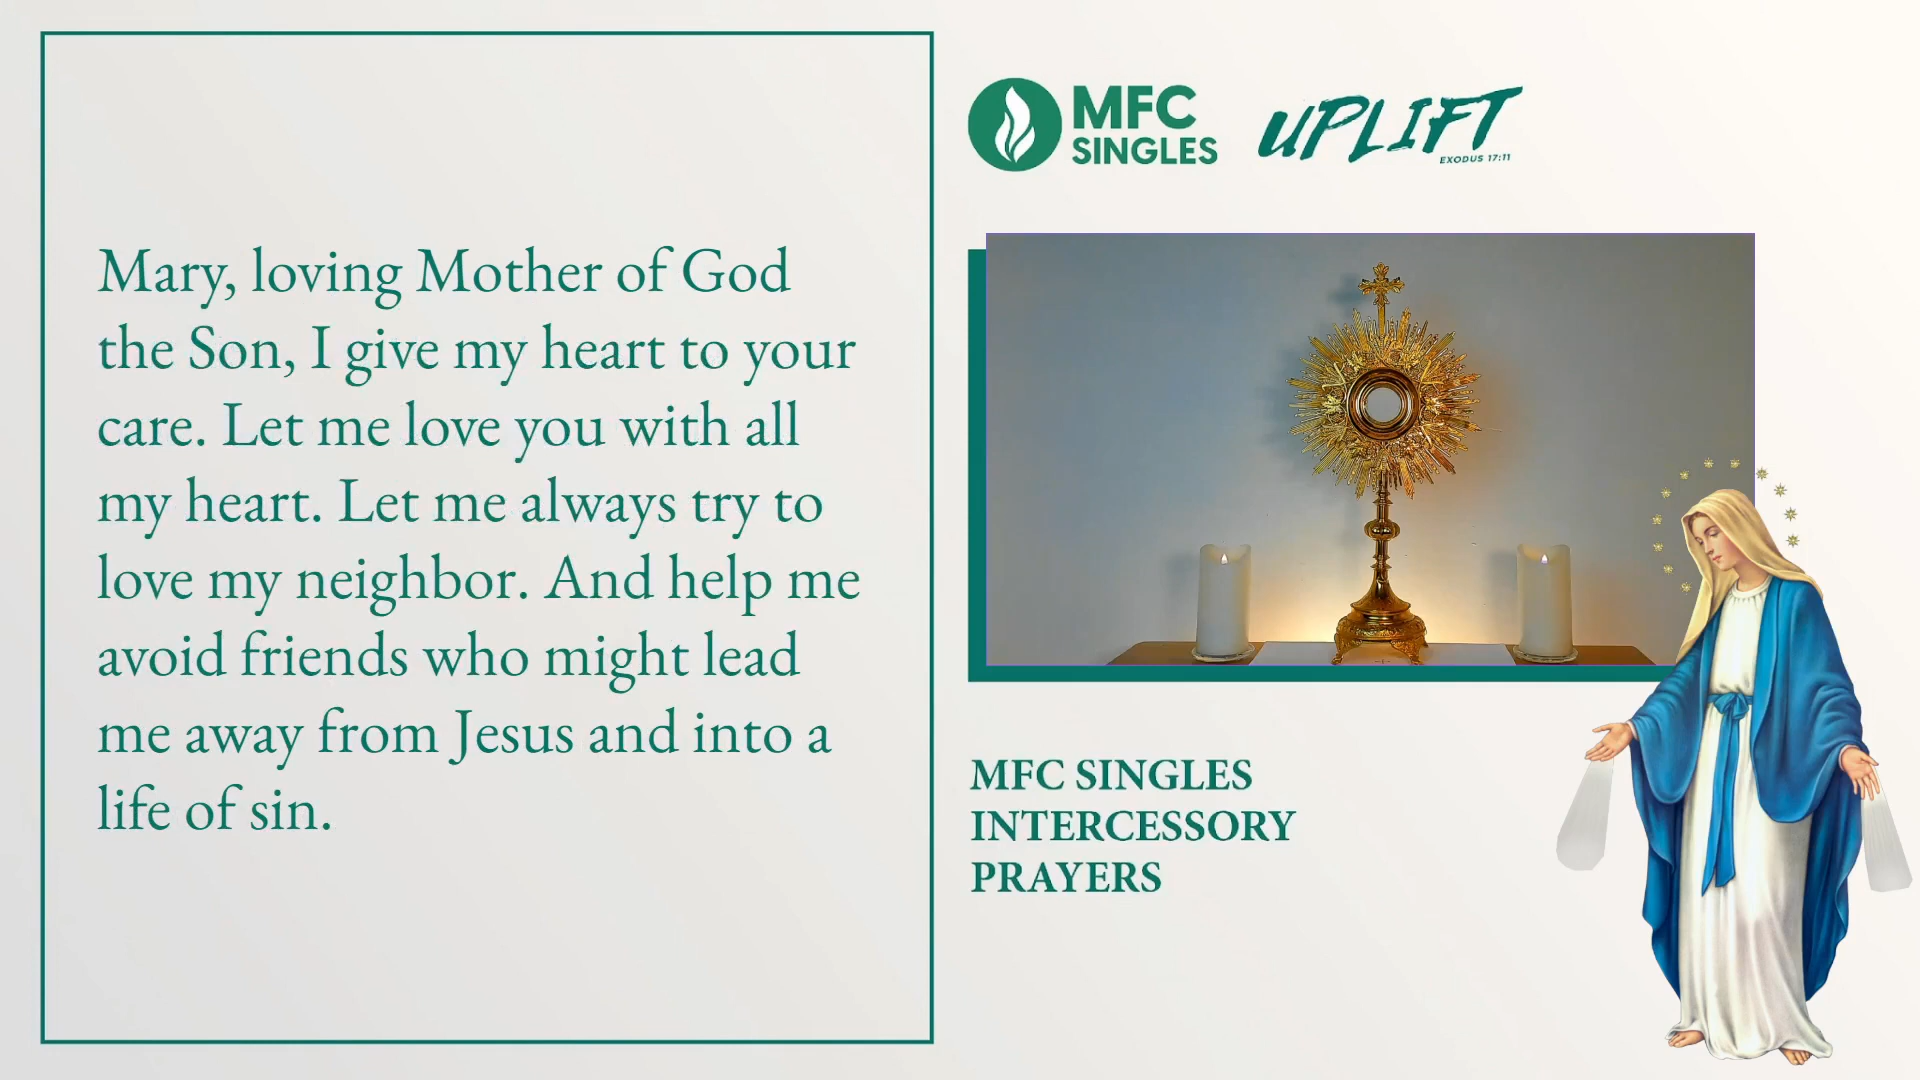 Mary, loving Mother of God
the Son, I give my heart to your
care. Let me love you with all
my heart. Let me always try to
love my neighbor. And help me
avoid friends who might lead
me away from Jesus and into a
life of sin.
MFC
SINGLES
UPLIFT
EXODUS 17:11
MFC SINGLES
INTERCESSORY
PRAYERS